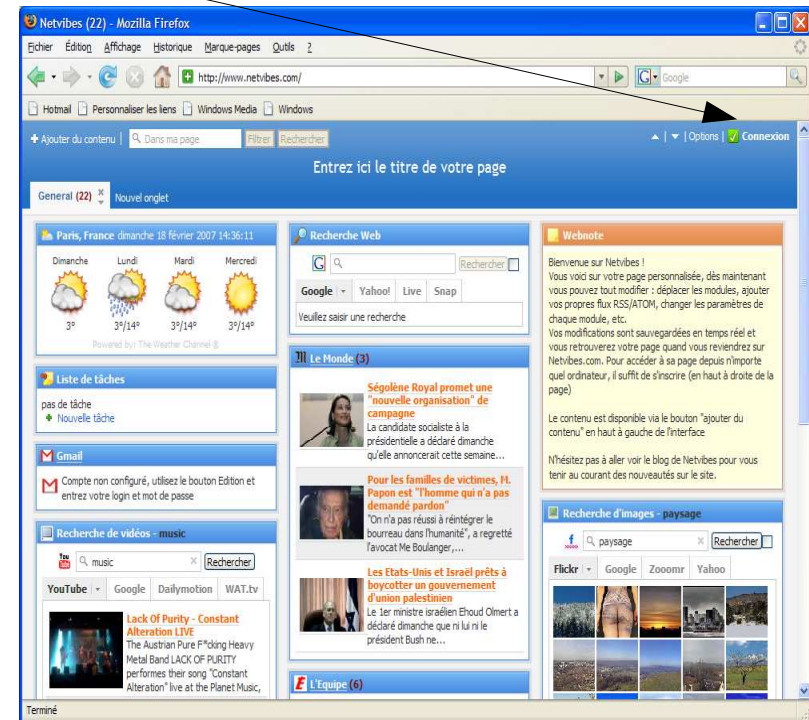 Netvibes (22) - Mozilla Firefox
Fichier Édition Affichage Historique Marque-pages Outils ?
http://www.netvibes.com/
G Google
Hotmail Personnaliser les liens Windows Media Windows
Ajouter du contenu | Dans ma page Filtrer Rechercher
| | Options | Connexion
Entrez ici le titre de votre page
General (22) Nouvel onglet
Paris, France dimanche 18 février 2007 14:36:11
Dimanche Lundi Mardi Mercredi
3° 3°/14° 3°/14° 3°/14°
Powered by: The Weather Channel ®
Liste de tâches
pas de tâche
Nouvelle tâche
Gmail
Compte non configuré, utilisez le bouton Edition et
entrez votre login et mot de passe
Recherche de vidéos - music
You Tube music Rechercher
YouTube Google Dailymotion WAT.tv
Lack Of Purity - Constant
Alteration LIVE
The Austrian Pure F*cking Heavy
Metal Band LACK OF PURITY
performes their song "Constant
Alteration" live at the Planet Music,
Recherche Web
G Rechercher
Google Yahoo! Live Snap
Veuillez saisir une recherche
Le Monde (3)
Ségolène Royal promet une
"nouvelle organisation" de
campagne
La candidate socialiste à la
présidentielle a déclaré dimanche
qu'elle annoncerait cette semaine...
Pour les familles de victimes, M.
Papon est "l'homme qui n'a pas
demandé pardon"
"On n'a pas réussi à réintégrer le
bourreau dans l'humanité", a regretté
l'avocat Me Boulanger,...
Les Etats-Unis et Israël prêts à
boycotter un gouvernement
d'union palestinien
Le 1er ministre israélien Ehoud Olmert a
déclaré dimanche que ni lui ni le
président Bush ne...
L'Equipe (6)
Webnote
Bienvenue sur Netvibes !
Vous voici sur votre page personnalisée, dès maintenant
vous pouvez tout modifier : déplacer les modules, ajouter
vos propres flux RSS/ATOM, changer les paramètres de
chaque module, etc.
Vos modifications sont sauvegardées en temps réel et
vous retrouverez votre page quand vous reviendrez sur
Netvibes.com. Pour accéder à sa page depuis n'importe
quel ordinateur, il suffit de s'inscrire (en haut à droite de la
page)
Le contenu est disponible via le bouton "ajouter du
contenu" en haut à gauche de l'interface
N'hésitez pas à aller voir le blog de Netvibes pour vous
tenir au courant des nouveautés sur le site.
Recherche d'images - paysage
paysage Rechercher
Flickr Google Zooomr Yahoo
Terminé